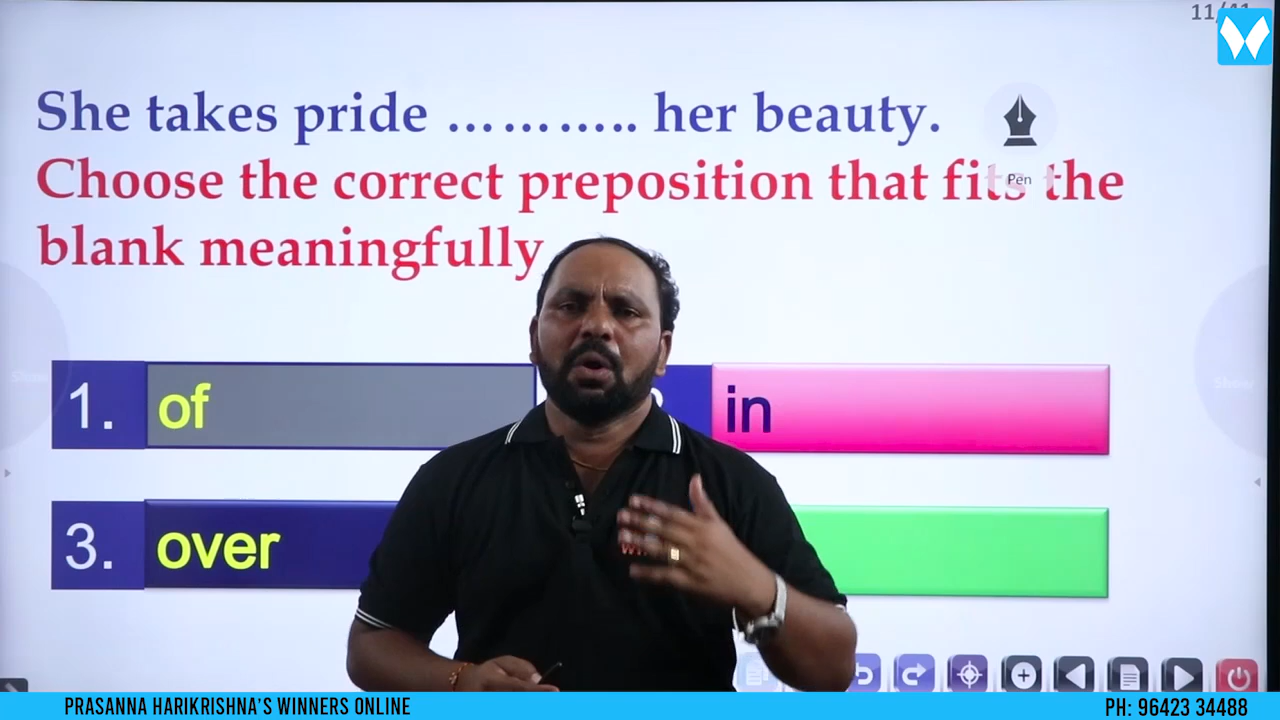 11/41
She takes pride ……….. her beauty.
Choose the correct preposition that fits the
Pen
blank meaningfully
1. of
in
3. over
PRASANNA HARIKRISHNA'S WINNERS ONLINE
PH: 96423 34488